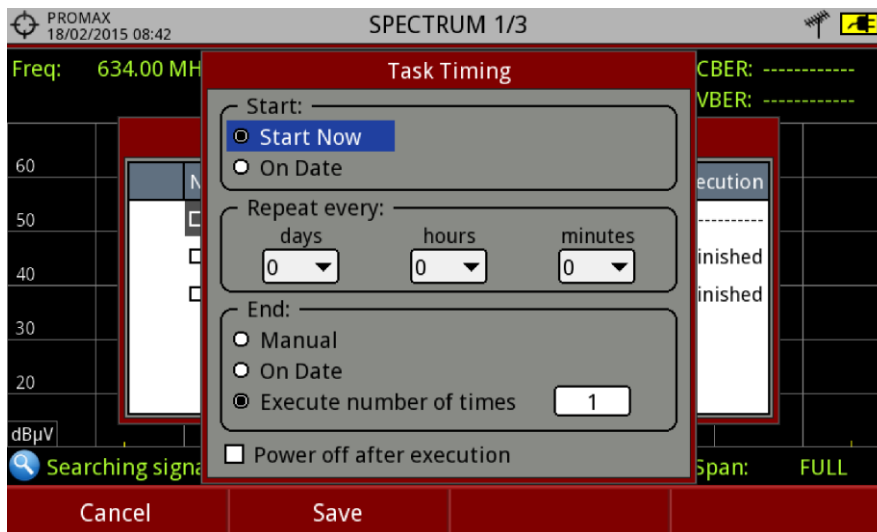 PROMAX
18/02/2015 08:42
SPECTRUM 1/3
Freq: 634.00 MH
CBER: ------------
VBER: ------------
Task Timing
Start:
Start Now
On Date
Repeat every:
days hours minutes
0 0 0
End:
Manual
On Date
Execute number of times 1
Power off after execution
60
50
40
30
20
dBµV
N
ecution
----------
inished
inished
Searching signa
Span: FULL
Cancel Save